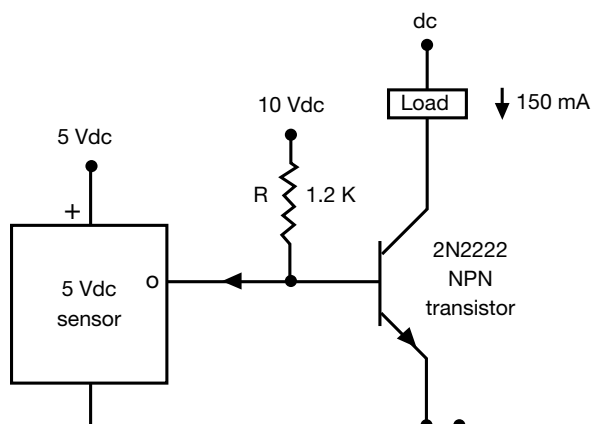 dc
Load
150 mA
10 Vdc
5 Vdc
R
1.2 K
+
2N2222
NPN
transistor
o
5 Vdc
sensor